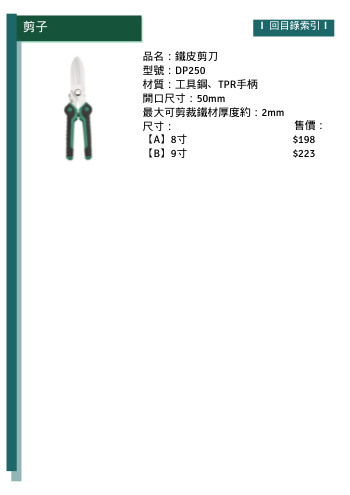 剪子
I 回目錄索引 I
品名：鐵皮剪刀
型號：DP250
材質：工具鋼、TPR手柄
開口尺寸：50mm
最大可剪裁鐵材厚度約：2mm
尺寸： 售價：
【A】8寸 $198
【B】9寸 $223